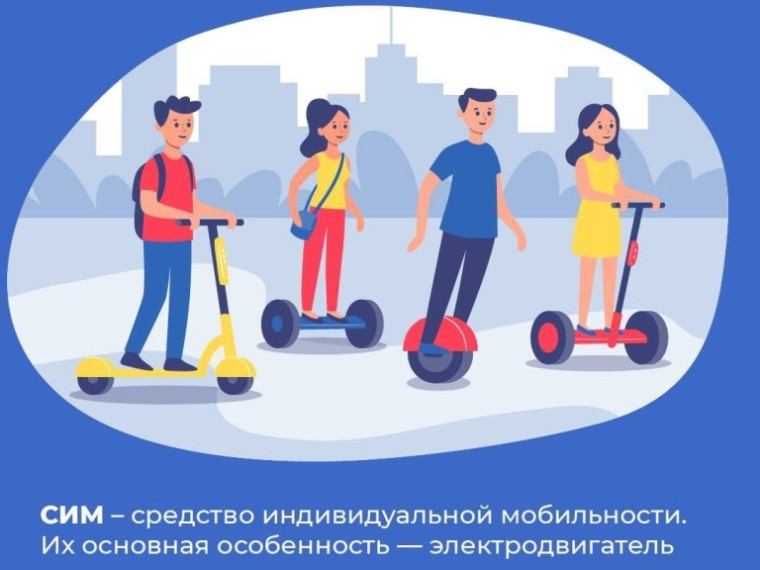 СИМ – средство индивидуальной мобильности.
Их основная особенность — электродвигатель